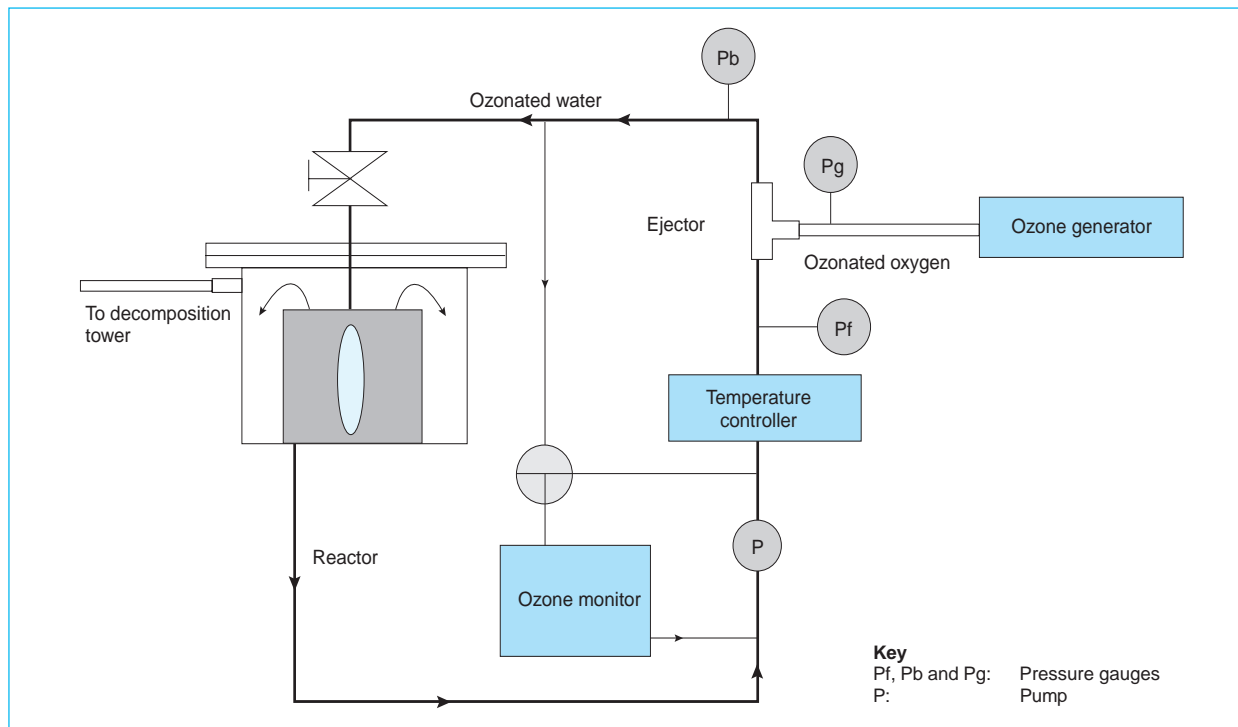 Pb
Ozonated water
Pg
Ejector
Ozone generator
Ozonated oxygen
To decomposition
tower
Pf
Temperature
controller
P
Reactor
Ozone monitor
Key
Pf, Pb and Pg: Pressure gauges
P: Pump